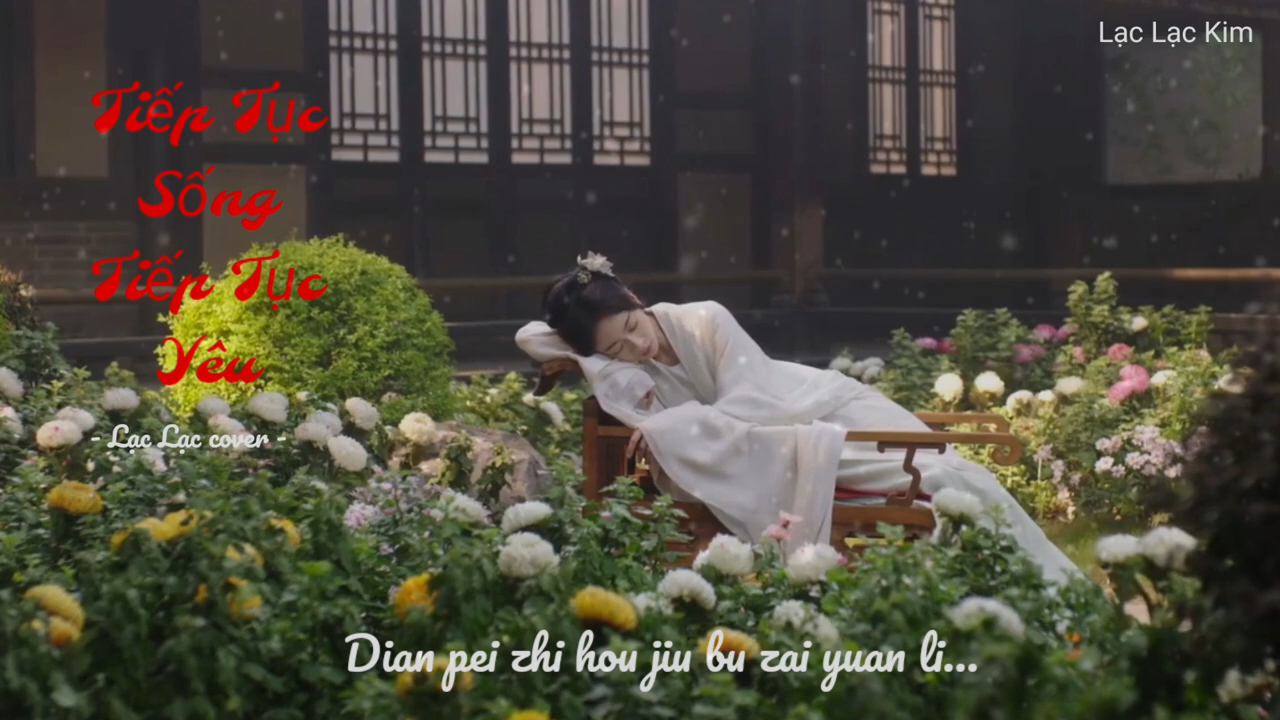 Lạc Lạc Kim
Tiếp Tục
Sống
Tiếp Tục
Yêu
- Lạc Lạc cover -
Dian pei zhi hou jiu bu zai yuan li...